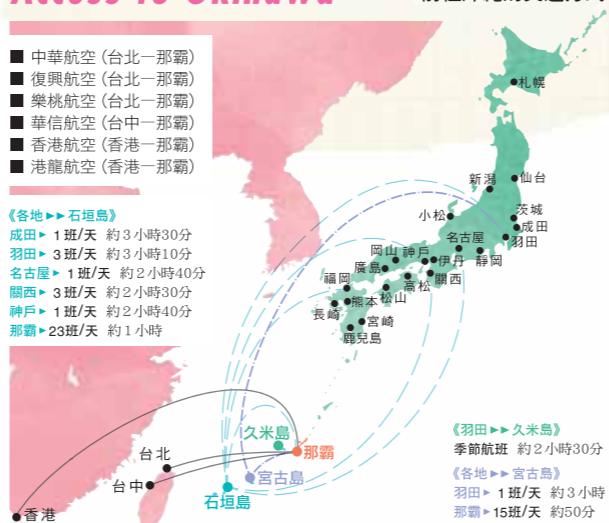 Access to Okinawa
■ 中華航空 (台北—那霸)
■ 復興航空 (台北—那霸)
■ 樂桃航空 (台北—那霸)
■ 華信航空 (台中—那霸)
■ 香港航空 (香港—那霸)
■ 港龍航空 (香港—那霸)
《各地►►石垣島》
成田► 1 班/天 約3小時30分
羽田► 3 班/天 約3小時10分
名古屋► 1 班/天 約2小時40分
關西► 3 班/天 約2小時30分
神戶► 1 班/天 約2小時40分
那霸►23班/天 約1小時
札幌
新潟
仙台
小松
茨城
成田
羽田
名古屋
靜岡
岡山
神戶
伊丹
關西
廣島
高松
福岡
松山
熊本
長崎
宮崎
鹿兒島
久米島
那霸
宮古島
石垣島
台北
台中
香港
《羽田►►久米島》
季節航班 約2小時30分
《各地►►宮古島》
羽田► 1 班/天 約3小時
那霸►15班/天 約50分